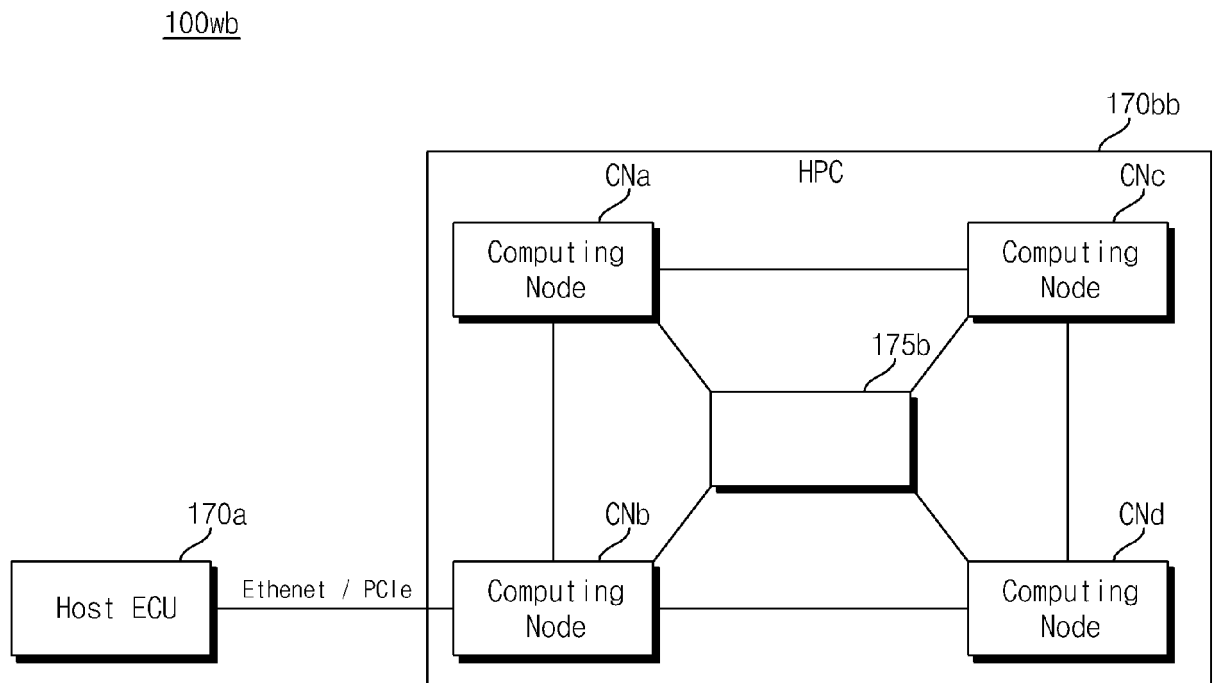 100wb
170bb
HPC
CNa
CNc
Computing
Node
Computing
Node
175b
170a
CNb
CNd
Host ECU
Ethenet / PCIe
Computing
Node
Computing
Node